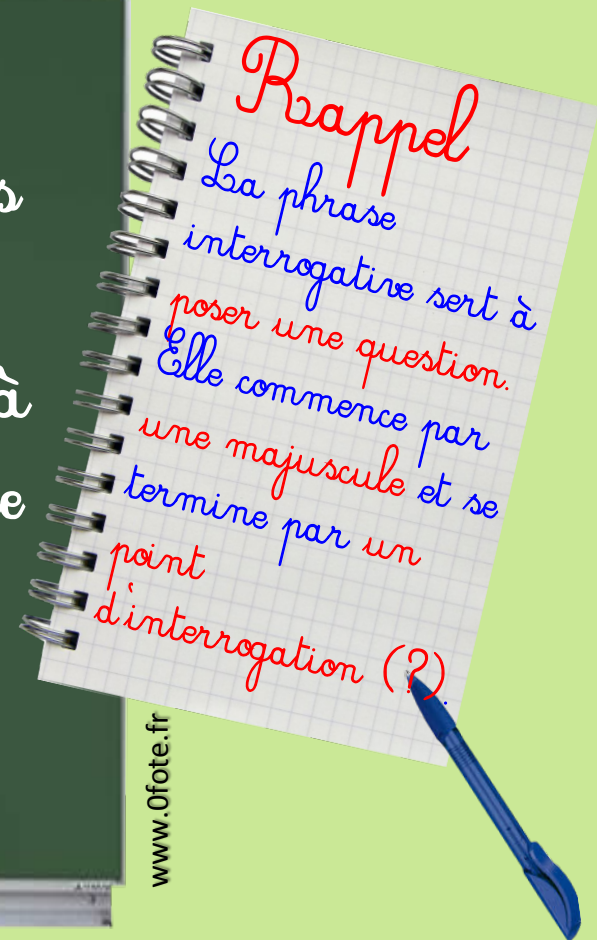 Rappel
La phrase
interrogative sert à
poser une question.
Elle commence par
une majuscule et se
termine par un
point
d'interrogation (?).
s
à
e
www.0fote.fr